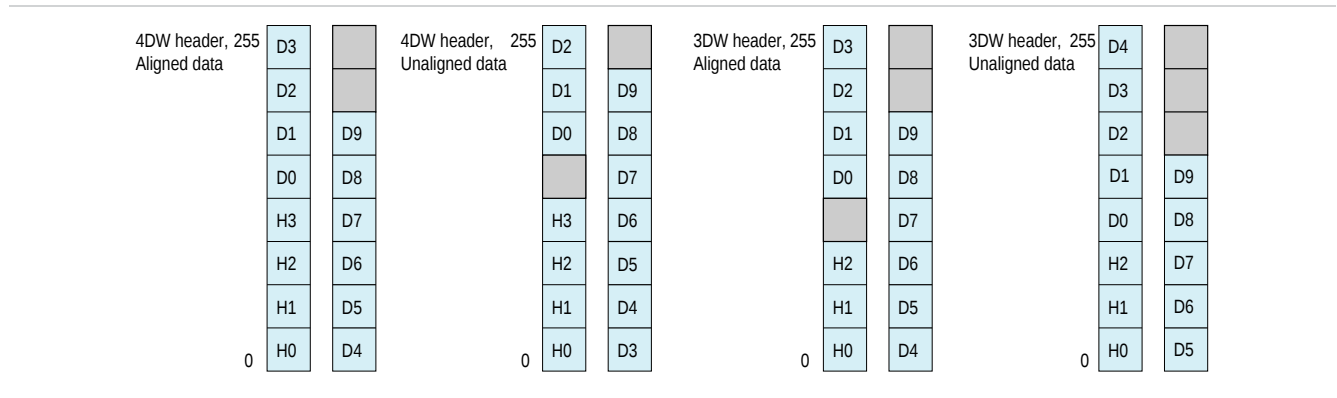 4DW header, 255
Aligned data
0
D3
D2
D1
D0
H3
H2
H1
H0
D9
D8
D7
D6
D5
D4
4DW header, 255
Unaligned data
0
D2
D1
D0
H3
H2
H1
H0
D9
D8
D7
D6
D5
D4
D3
3DW header, 255
Aligned data
0
D3
D2
D1
D0
H2
H1
H0
D9
D8
D7
D6
D5
D4
3DW header, 255
Unaligned data
0
D4
D3
D2
D1
D0
H2
H1
H0
D9
D8
D7
D6
D5